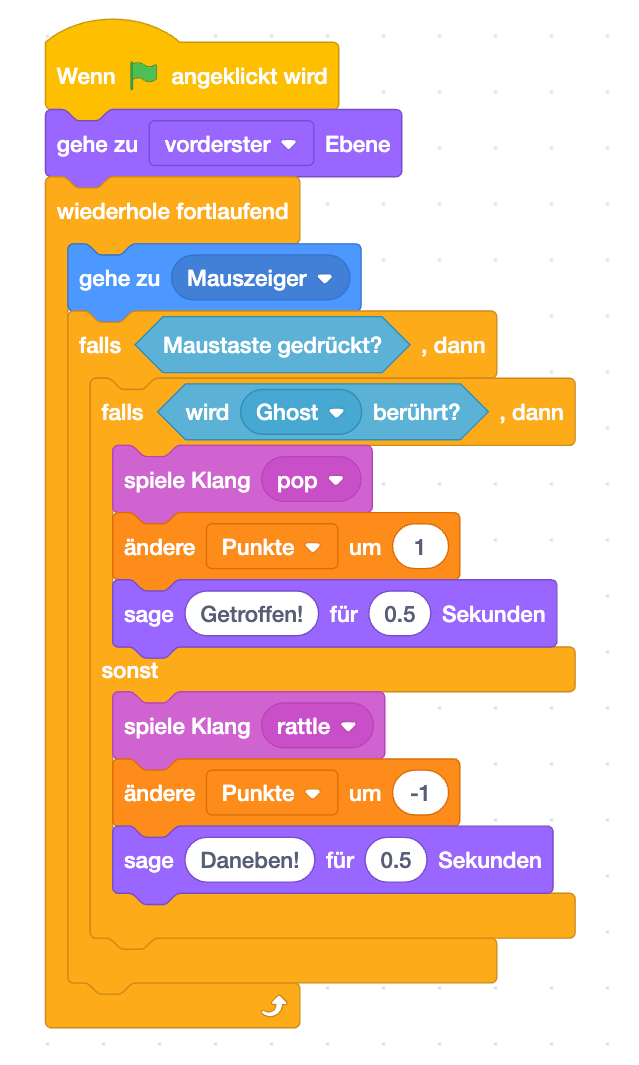 Wenn angeklickt wird
gehe zu vorderster Ebene
wiederhole fortlaufend
gehe zu Mauszeiger
falls Maustaste gedrückt? , dann
falls wird Ghost berührt? , dann
spiele Klang pop
ändere Punkte um 1
sage Getroffen! für 0.5 Sekunden
sonst
spiele Klang rattle
ändere Punkte um -1
sage Daneben! für 0.5 Sekunden